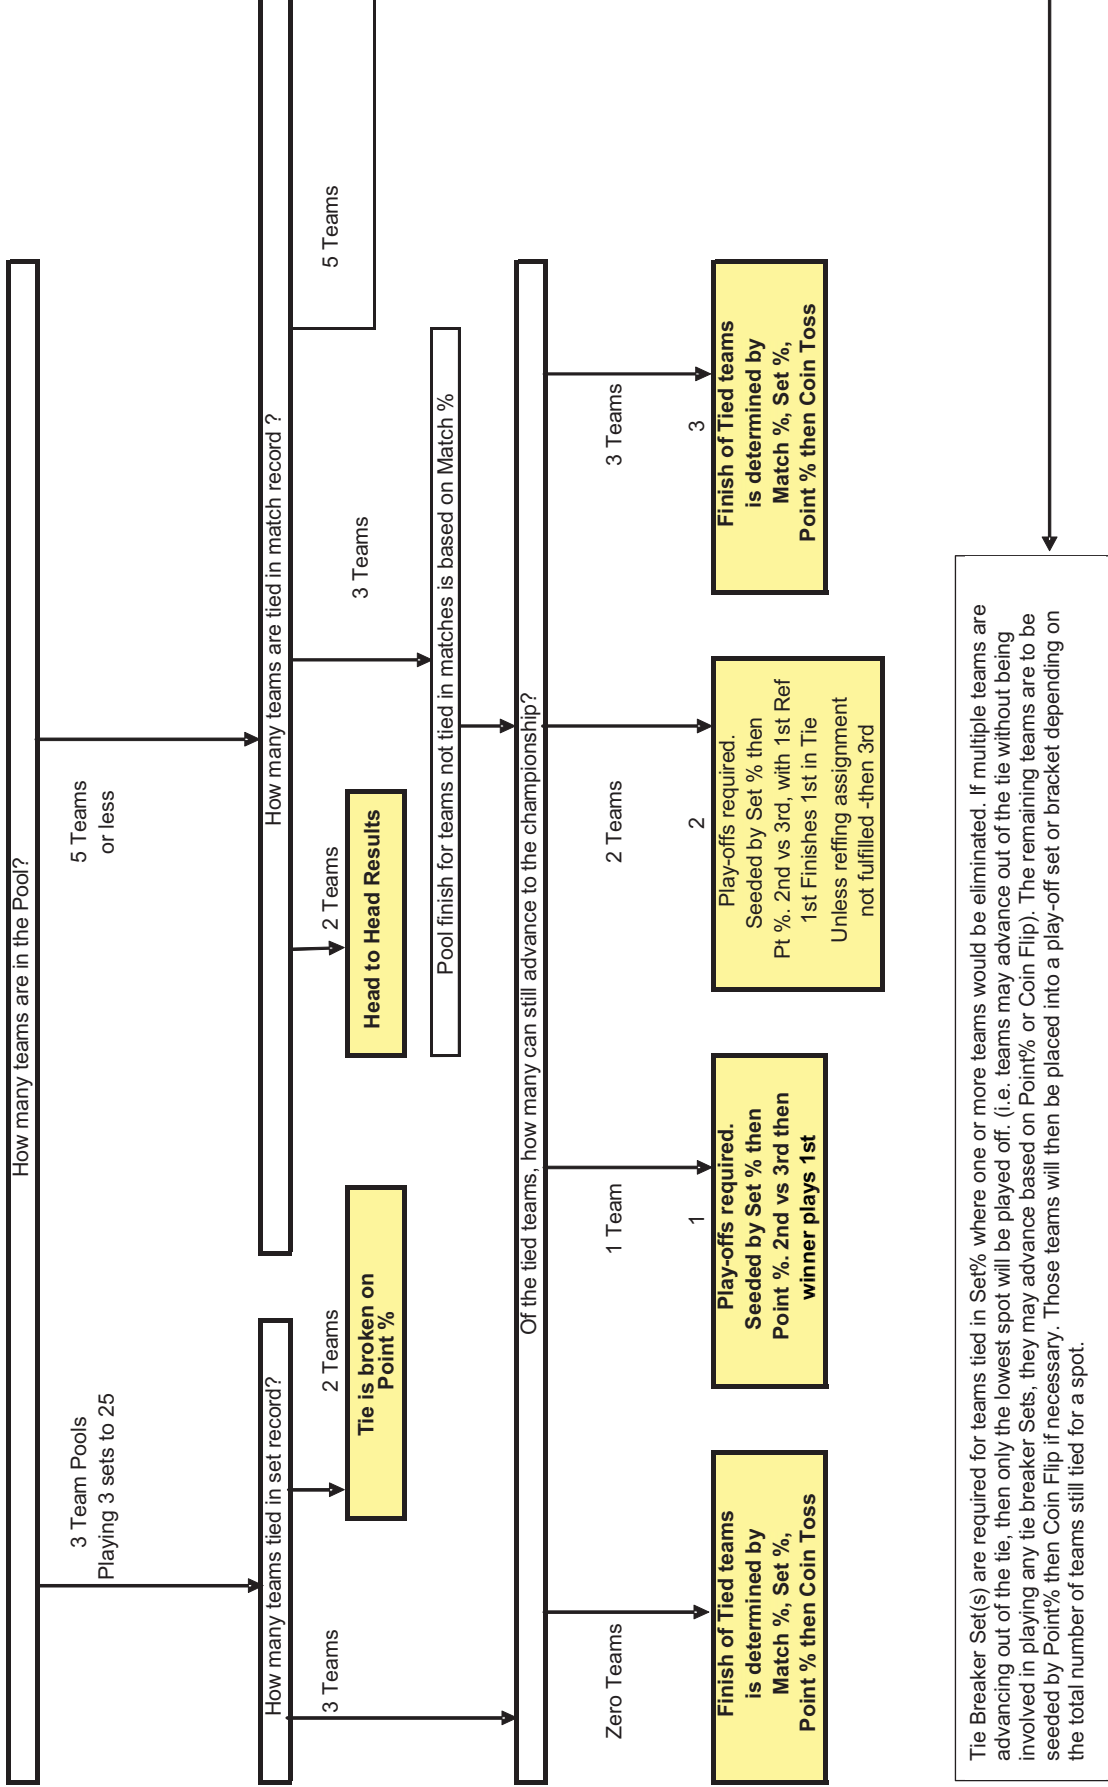 How many teams are in the Pool?
3 Team Pools
Playing 3 sets to 25
5 Teams
or less
How many teams tied in set record?
How many teams are tied in match record ?
3 Teams
2 Teams
2 Teams
3 Teams
5 Teams
Tie is broken on
Point %
Head to Head Results
Pool finish for teams not tied in matches is based on Match %
Of the tied teams, how many can still advance to the championship?
Zero Teams
1 Team
2 Teams
3 Teams
1
2
3
Finish of Tied teams
is determined by
Match %, Set %,
Point % then Coin Toss
Play-offs required.
Seeded by Set % then
Point %. 2nd vs 3rd then
winner plays 1st
Play-offs required.
Seeded by Set % then
Pt %. 2nd vs 3rd, with 1st Ref
1st Finishes 1st in Tie
Unless reffing assignment
not fulfilled -then 3rd
Finish of Tied teams
is determined by
Match %, Set %,
Point % then Coin Toss
Tie Breaker Set(s) are required for teams tied in Set% where one or more teams would be eliminated. If multiple teams are
advancing out of the tie, then only the lowest spot will be played off. (i.e. teams may advance out of the tie without being
involved in playing any tie breaker Sets, they may advance based on Point% or Coin Flip). The remaining teams are to be
seeded by Point% then Coin Flip if necessary. Those teams will then be placed into a play-off set or bracket depending on
the total number of teams still tied for a spot.